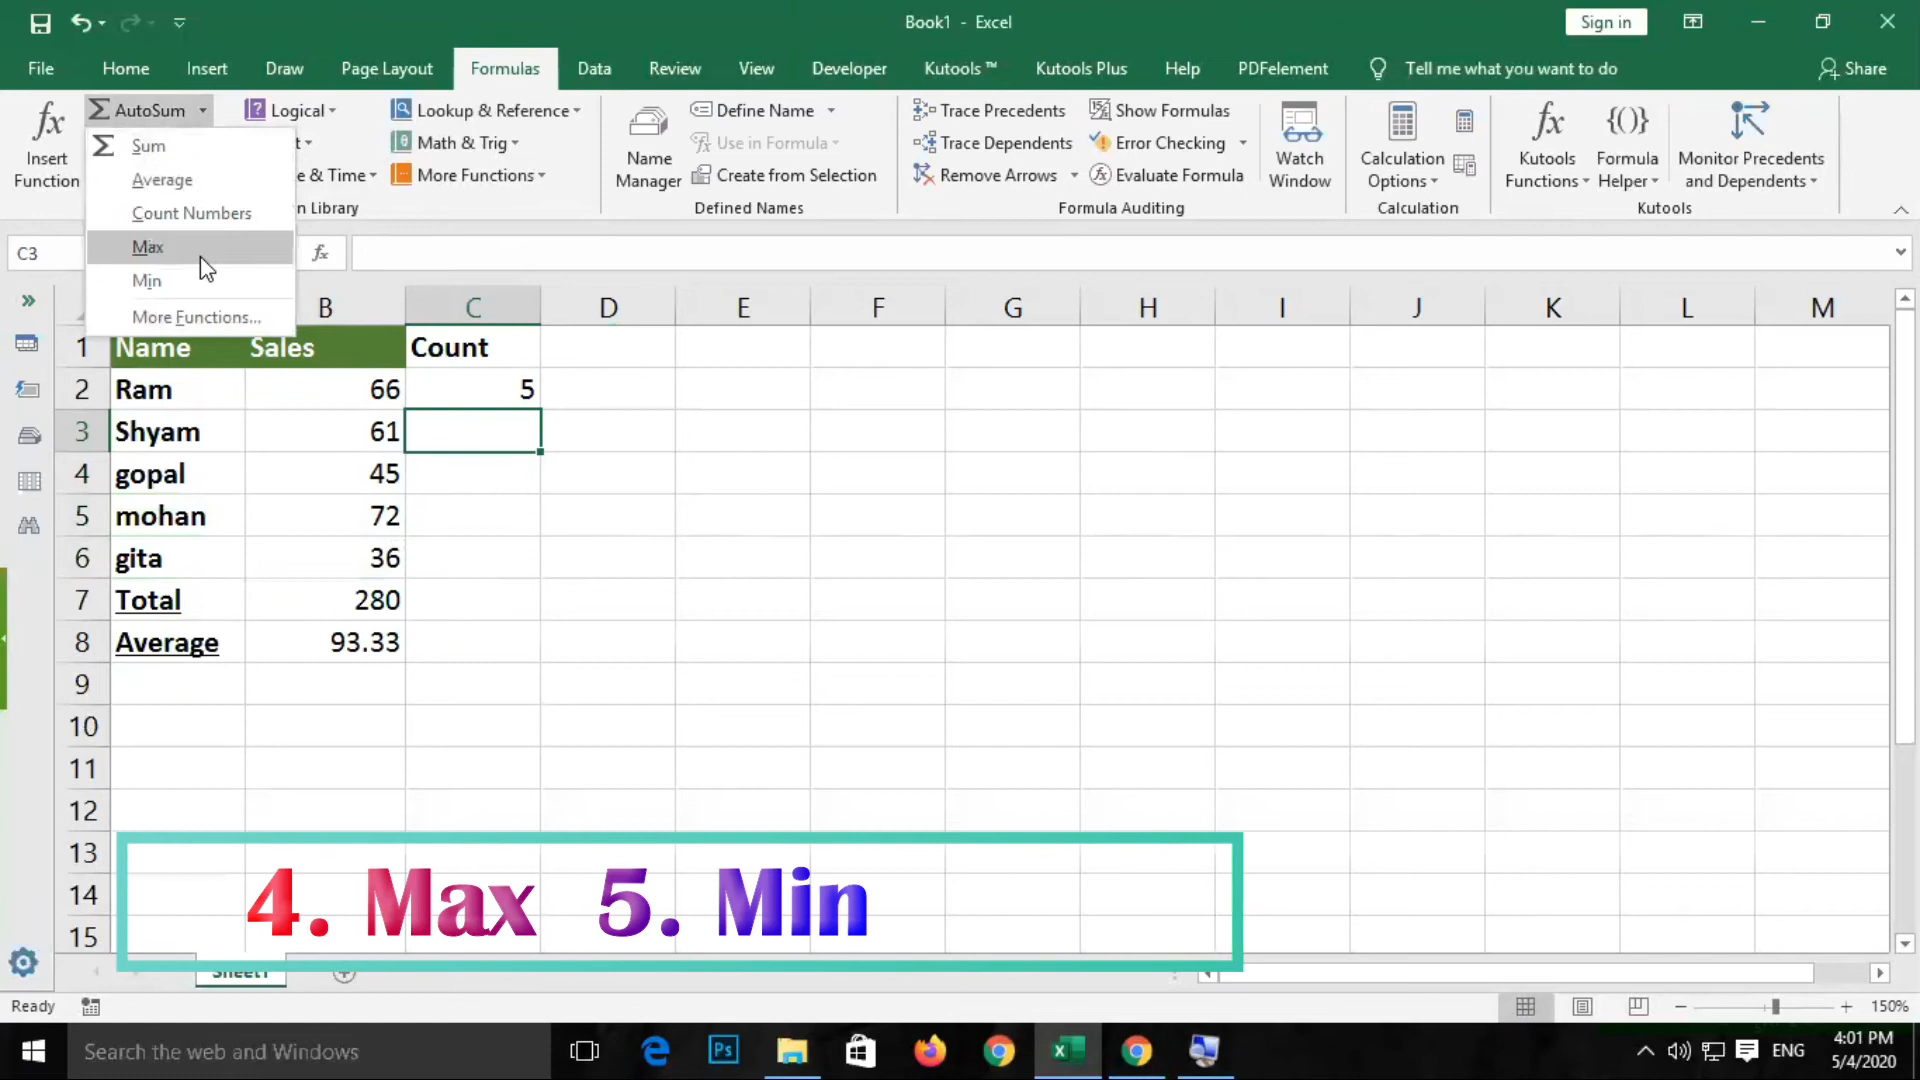 Book1 - Excel
Sign in
File Home Insert Draw Page Layout Formulas Data Review View Developer Kutools ™ Kutools Plus Help PDFelement Tell me what you want to do Share
AutoSum Logical Lookup & Reference Define Name Trace Precedents Show Formulas
Sum Math & Trig Use in Formula Trace Dependents Error Checking
Average e & Time More Functions Create from Selection Remove Arrows Evaluate Formula
Insert Function
Name Manager
Watch Window
Calculation Options
Kutools Functions
Formula Helper
Monitor Precedents and Dependents
n Library Defined Names Formula Auditing Calculation Kutools
Count Numbers
Max
Min
More Functions...
C3 fx
B C D E F G H I J K L M
1 Name Sales Count
2 Ram 66 5
3 Shyam 61
4 gopal 45
5 mohan 72
6 gita 36
7 Total 280
8 Average 93.33
9
10
11
12
13
14
15
4. Max 5. Min
Sheet1
Ready 150%
Search the web and Windows Ps ENG 4:01 PM
5/4/2020